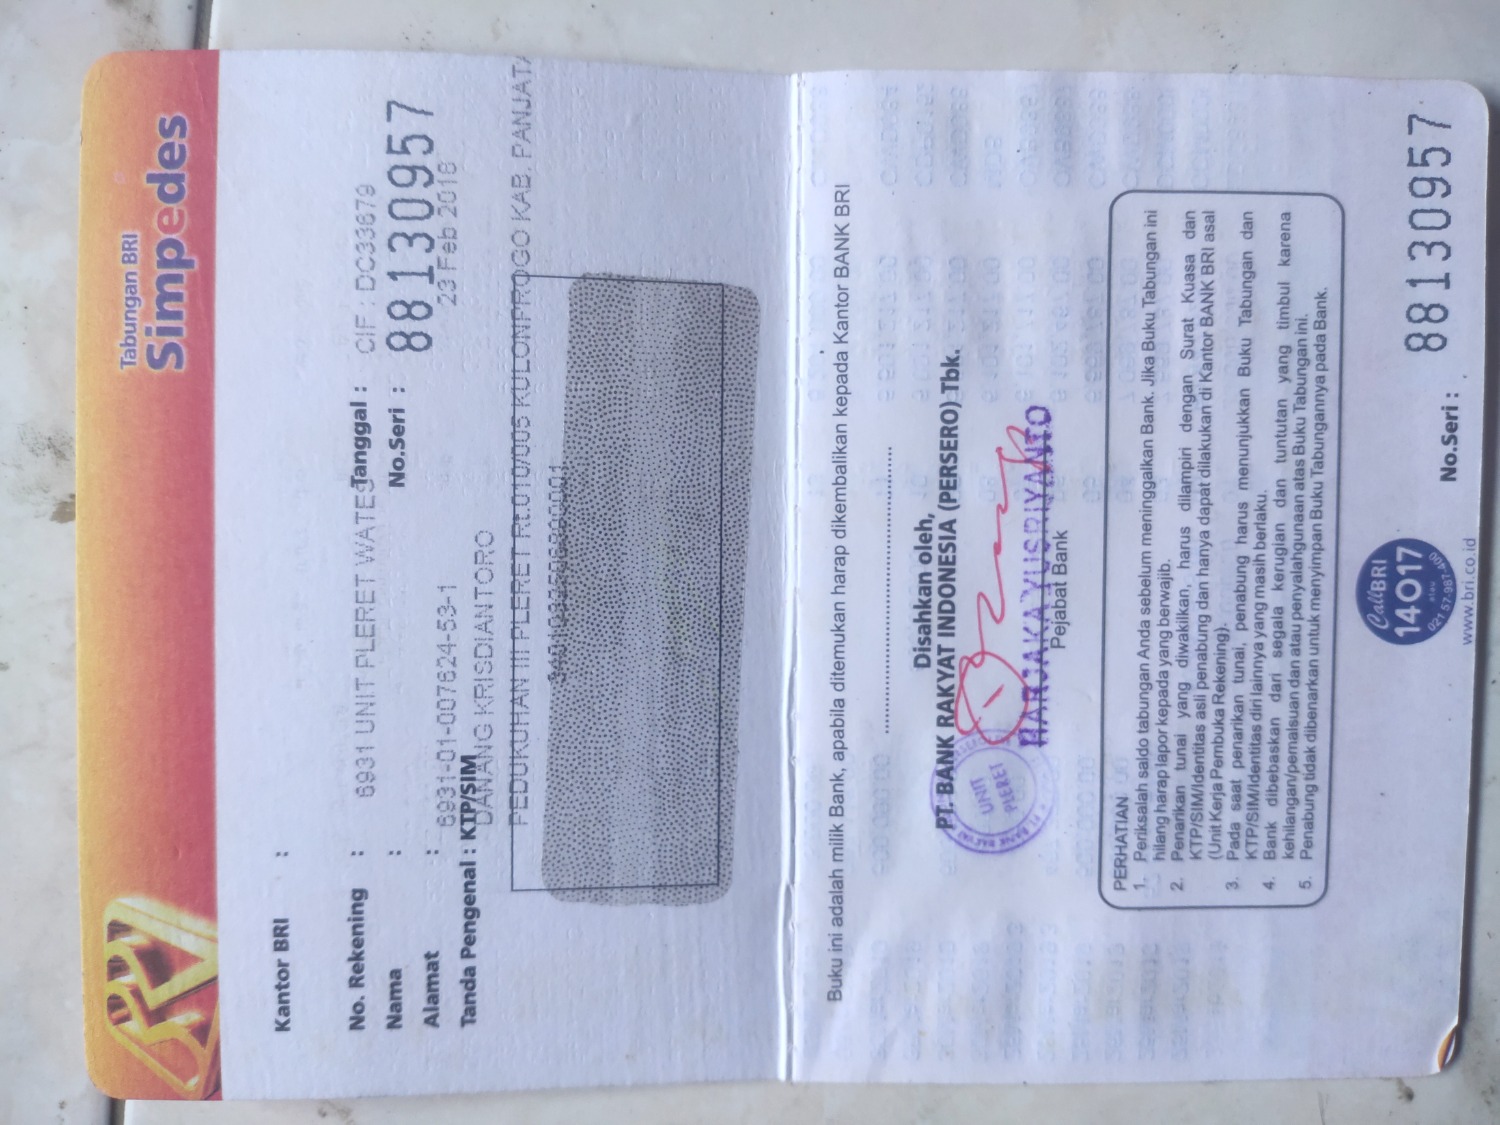 Tabungan BRI
Simpedes
Kantor BRI :
CIF : DC33679
6931 UNIT PLERET WATES
Tanggal :
23 Feb 2018
No. Rekening :
No.Seri :
88130957
Nama :
6931-01-007624-53-1
Alamat :
DANANG KRISDIANTORO
Tanda Pengenal : KTP/SIM
PEDUKUHAN III PLERET Rt.010/005 KULONPROGO KAB. PANJATA
Buku ini adalah milik Bank, apabila ditemukan harap dikembalikan kepada Kantor BANK BRI
Disahkan oleh,
PT. BANK RAKYAT INDONESIA (PERSERO) Tbk.
UNIT
PLERET
HARJAKA YUSRIYANTO
Pejabat Bank
PERHATIAN
1. Periksalah saldo tabungan Anda sebelum meninggalkan Bank. Jika Buku Tabungan ini
hilang harap lapor kepada yang berwajib.
2. Penarikan tunai yang diwakilkan, harus dilampiri dengan Surat Kuasa dan
KTP/SIM/identitas asli penabung dan hanya dapat dilakukan di Kantor BANK BRI asal
(Unit Kerja Pembuka Rekening).
3. Pada saat penarikan tunai, penabung harus menunjukkan Buku Tabungan dan
KTP/SIM/identitas diri lainnya yang masih berlaku.
4. Bank dibebaskan dari segala kerugian dan tuntutan yang timbul karena
kehilangan/pemalsuan dan atau penyalahgunaan atas Buku Tabungan ini.
5. Penabung tidak dibenarkan untuk menyimpan Buku Tabungannya pada Bank.
CallBRI
14017
atau
021 57-987400
www.bri.co.id
No.Seri :
88130957